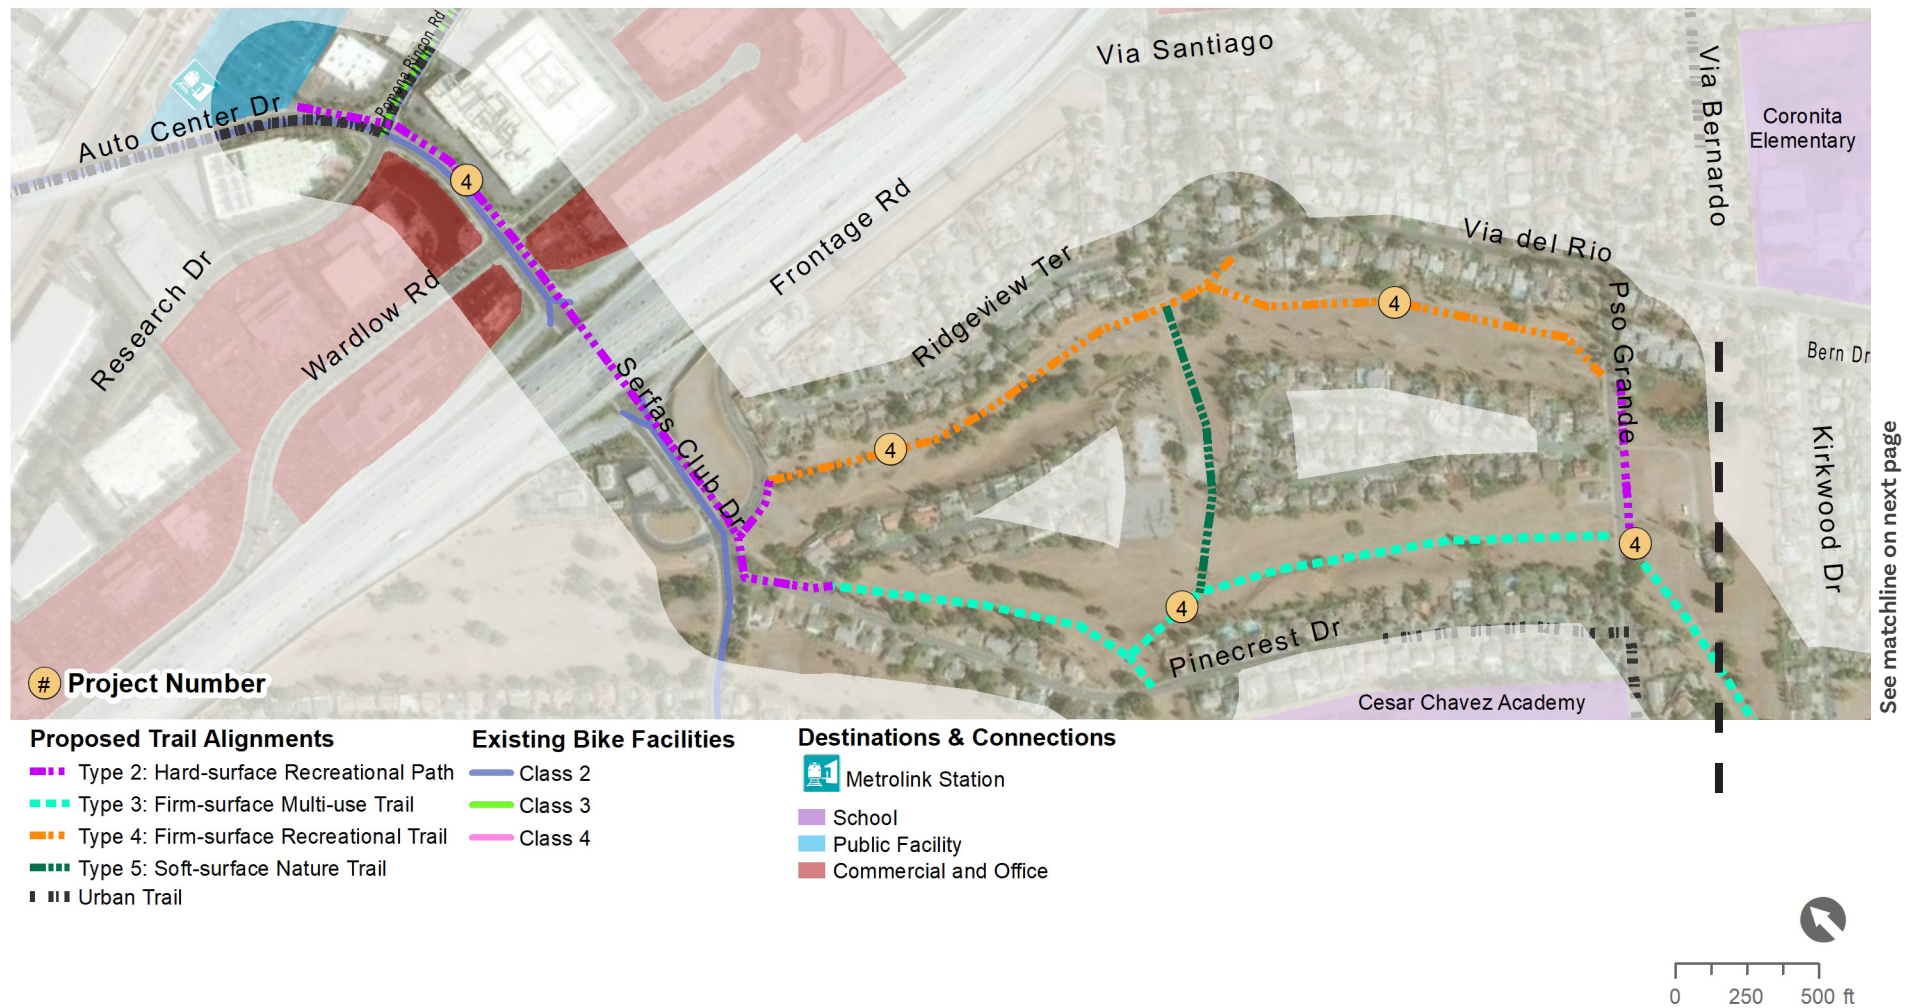 Pomona Rincon Rd
Via Santiago
Auto Center Dr
Via Bernardo
Coronita
Elementary
4
Frontage Rd
Research Dr
Wardlow Rd
Ridgeview Ter
Via del Rio
4
Pso Grande
Bern Dr
Serfas Club Dr
4
Kirkwood Dr
See matchline on next page
4
4
Pinecrest Dr
Cesar Chavez Academy
# Project Number
Proposed Trail Alignments
Type 2: Hard-surface Recreational Path
Type 3: Firm-surface Multi-use Trail
Type 4: Firm-surface Recreational Trail
Type 5: Soft-surface Nature Trail
Urban Trail
Existing Bike Facilities
Class 2
Class 3
Class 4
Destinations & Connections
Metrolink Station
School
Public Facility
Commercial and Office
0 250 500 ft